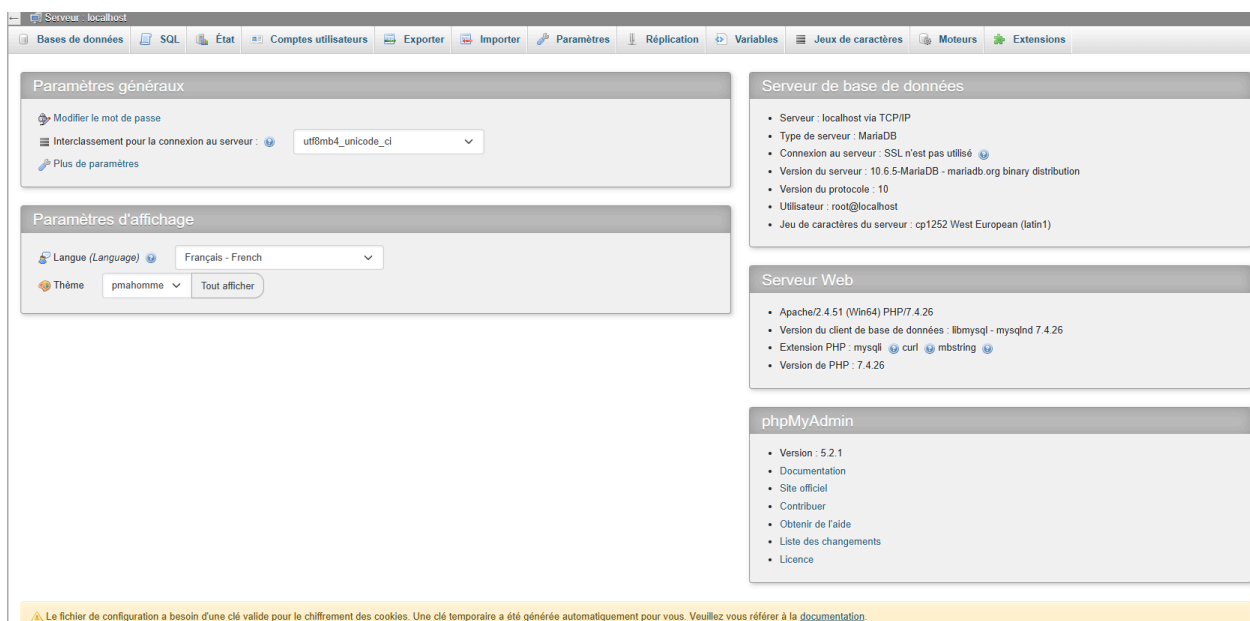 Serveur : localhost
Bases de données SQL État Comptes utilisateurs Exporter Importer Paramètres Réplication Variables Jeux de caractères Moteurs Extensions
Paramètres généraux
Modifier le mot de passe
Interclassement pour la connexion au serveur : utf8mb4_unicode_ci
Plus de paramètres
Paramètres d'affichage
Langue (Language) Français - French
Thème pmahomme Tout afficher
Serveur de base de données
Serveur : localhost via TCP/IP
Type de serveur : MariaDB
Connexion au serveur : SSL n'est pas utilisé
Version du serveur : 10.6.5-MariaDB - mariadb.org binary distribution
Version du protocole : 10
Utilisateur : root@localhost
Jeu de caractères du serveur : cp1252 West European (latin1)
Serveur Web
Apache/2.4.51 (Win64) PHP/7.4.26
Version du client de base de données : libmysql - mysqlnd 7.4.26
Extension PHP : mysqli curl mbstring
Version de PHP : 7.4.26
phpMyAdmin
Version : 5.2.1
Documentation
Site officiel
Contribuer
Obtenir de l'aide
Liste des changements
Licence
Le fichier de configuration a besoin d'une clé valide pour le chiffrement des cookies. Une clé temporaire a été générée automatiquement pour vous. Veuillez vous référer à la documentation.